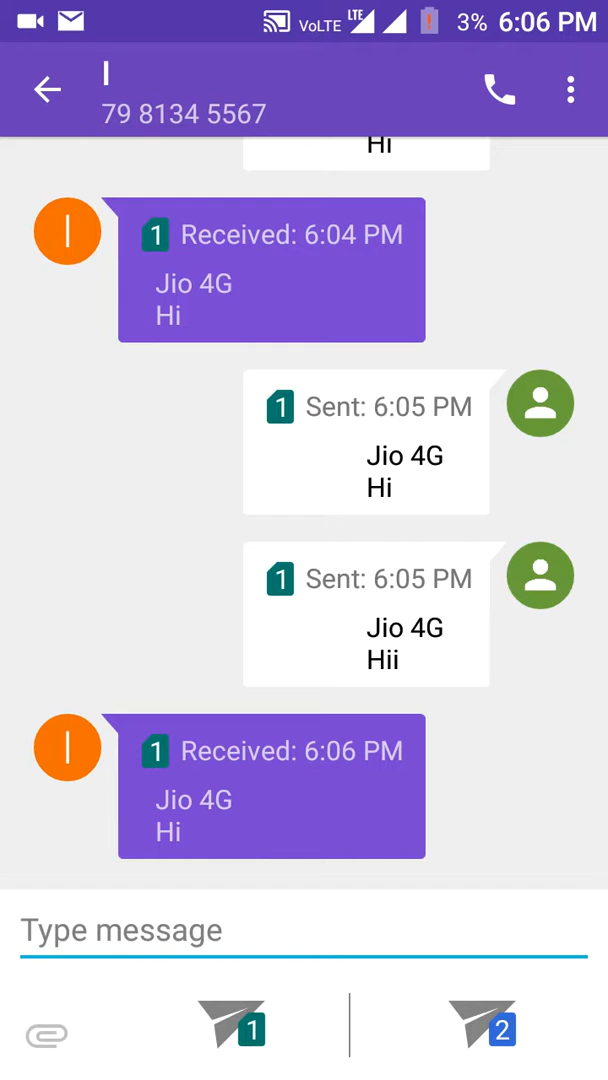 VoLTE LTE 3% 6:06 PM
I
79 8134 5567
Hi
I
1 Received: 6:04 PM
Jio 4G
Hi
1 Sent: 6:05 PM
Jio 4G
Hi
1 Sent: 6:05 PM
Jio 4G
Hii
I
1 Received: 6:06 PM
Jio 4G
Hi
Type message
1 2